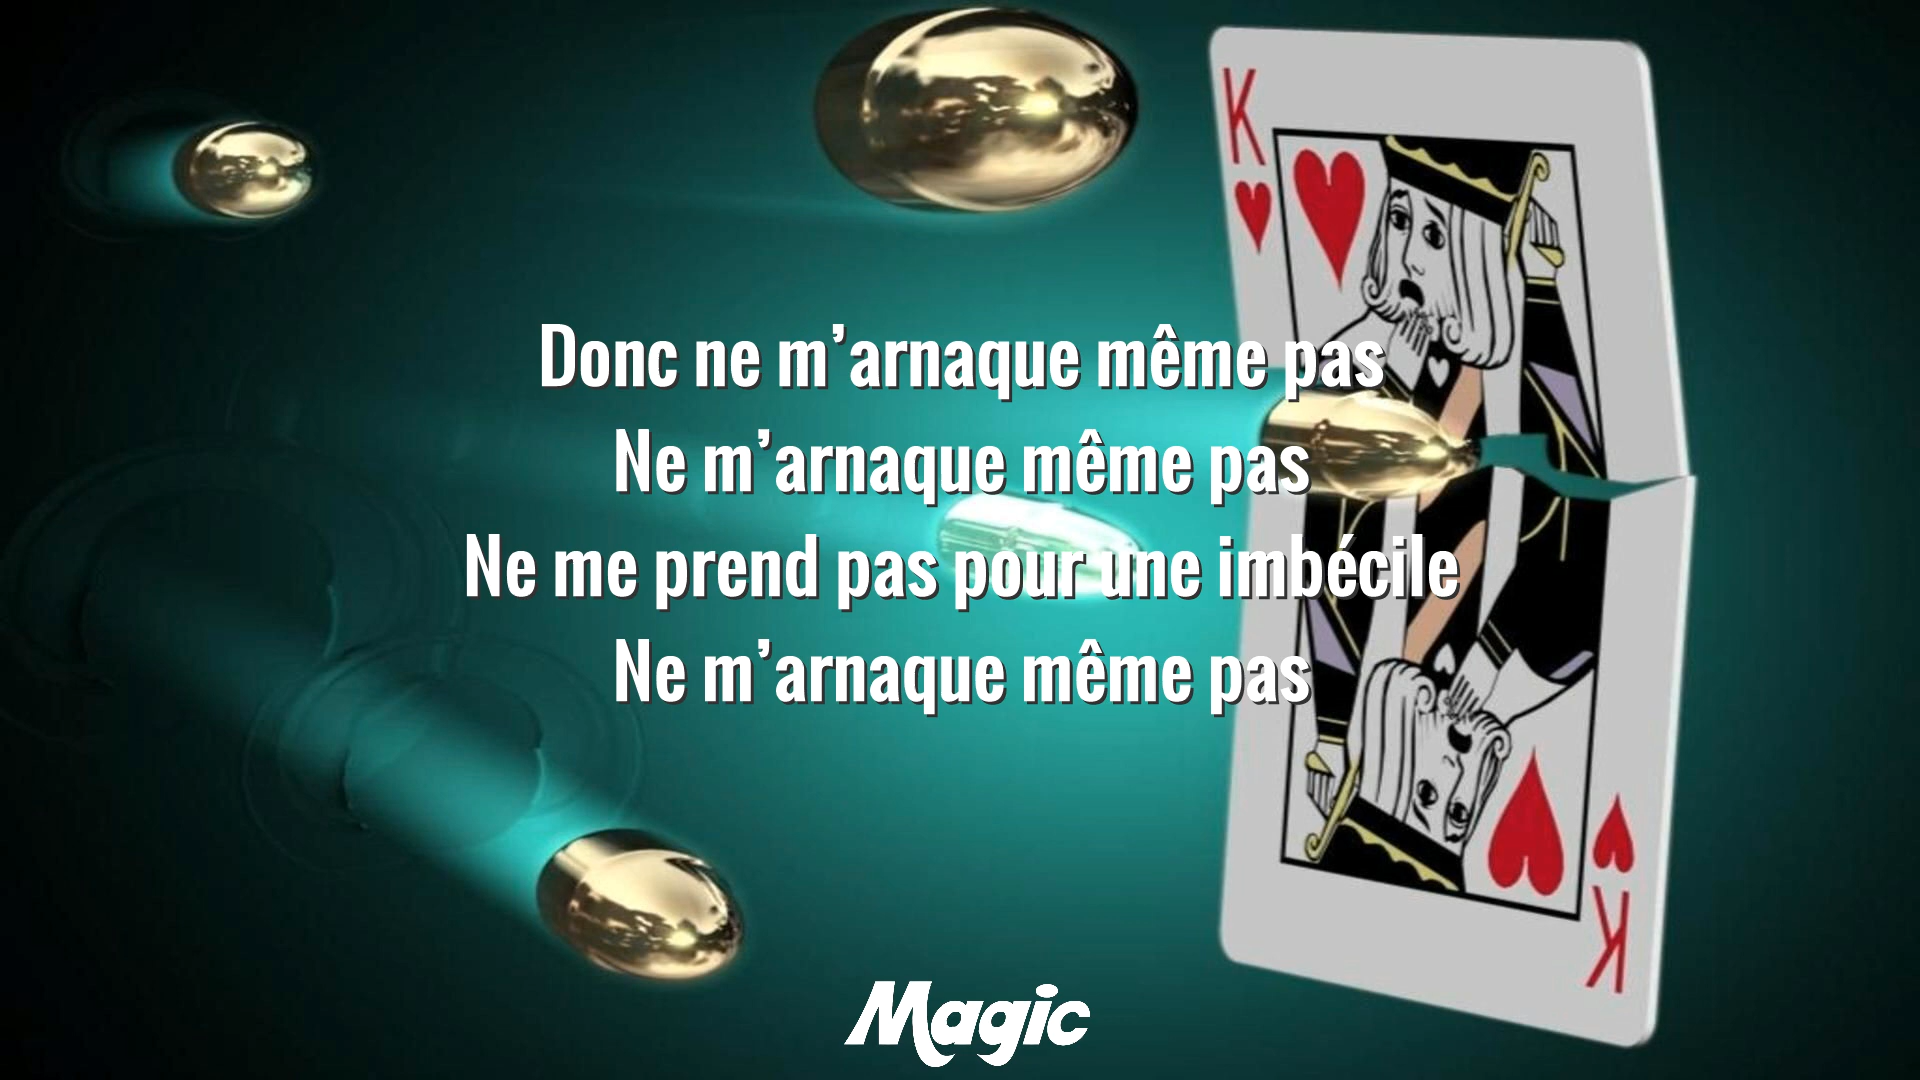 K
Donc ne m’arnaque même pas
Ne m’arnaque même pas
Ne me prend pas pour une imbécile
Ne m’arnaque même pas
K
Magic